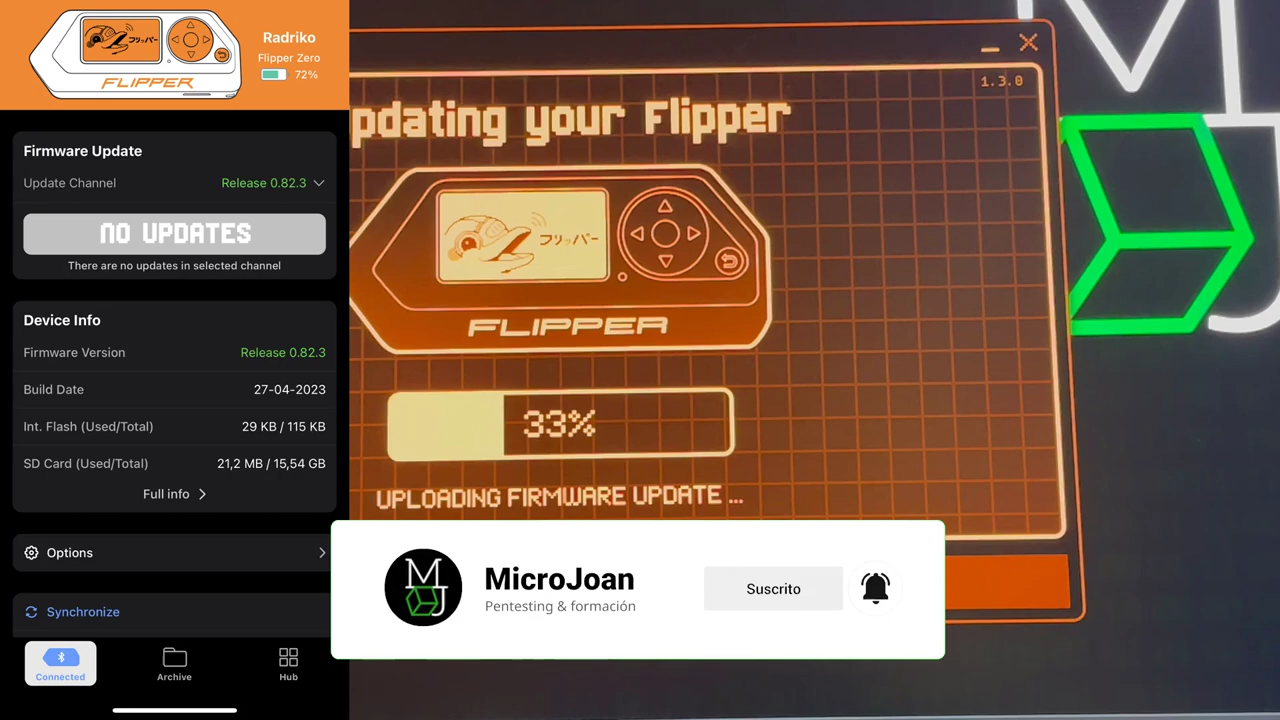 フリッパー
FLIPPER
Radriko
Flipper Zero
72%
Firmware Update
Update Channel
Release 0.82.3
NO UPDATES
There are no updates in selected channel
Device Info
Firmware Version
Release 0.82.3
Build Date
27-04-2023
Int. Flash (Used/Total)
29 KB / 115 KB
SD Card (Used/Total)
21,2 MB / 15,54 GB
Full info
Options
Synchronize
Connected
Archive
Hub
1.3.0
pdating your Flipper
フリッパー
FLIPPER
33%
UPLOADING FIRMWARE UPDATE ...
MJ
MicroJoan
Pentesting & formación
Suscrito
MJ